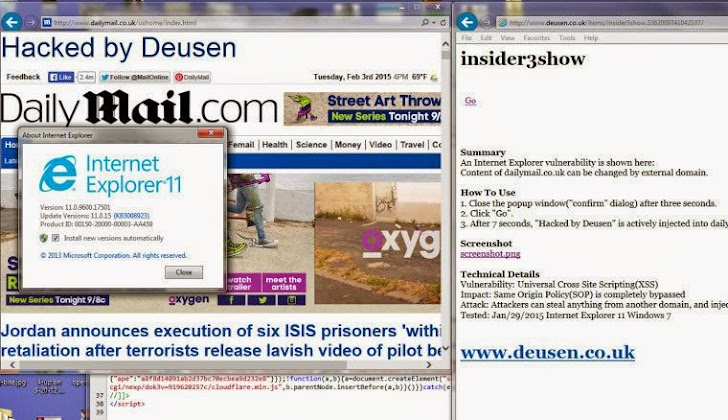 http://www.dailymail.co.uk/ushome/index.html
Hacked by Deusen
Feedback Like 2.4m Follow @MailOnline DailyMail Tuesday, Feb 3rd 2015 4PM 69°F
DailyMail.com
Street Art Throw
New Series Tonight 9/8
Home
Femail Health Science Money Video Travel Co
Late
About Internet Explorer
Internet
Explorer 11
Version: 11.0.9600.17501
Update Versions: 11.0.15 (KB3008923)
Product ID: 00150-20000-00003-AA459
Install new versions automatically
© 2013 Microsoft Corporation. All rights reserved.
Close
oxygen
New Series Tonight 9/8c
oxygen
watch
trailer
meet the
artists
Jordan announces execution of six ISIS prisoners 'within
retaliation after terrorists release lavish video of pilot be
{"ape":"a8f8d14891ab2d37bc70ecbea9d232e8"}};!function(a,b){a=document.createElement("s
cgi/nexp/dok3v=919620257c/cloudflare.min.js",b.parentNode.insertBefore(a,b)}()}}catch(e
37 ]]>
38 </script>
http://www.deusen.co.uk/items/insider3show.3362009741042107/
File Edit View Favorites Tools Help
insider3show
Go
Summary
An Internet Explorer vulnerability is shown here:
Content of dailymail.co.uk can be changed by external domain.
How To Use
1. Close the popup window("confirm" dialog) after three seconds.
2. Click "Go".
3. After 7 seconds, "Hacked by Deusen" is actively injected into daily
Screenshot
screenshot.png
Technical Details
Vulnerability: Universal Cross Site Scripting(XSS)
Impact: Same Origin Policy(SOP) is completely bypassed
Attack: Attackers can steal anything from another domain, and injec
Tested: Jan/29/2015 Internet Explorer 11 Windows 7
www.deusen.co.uk